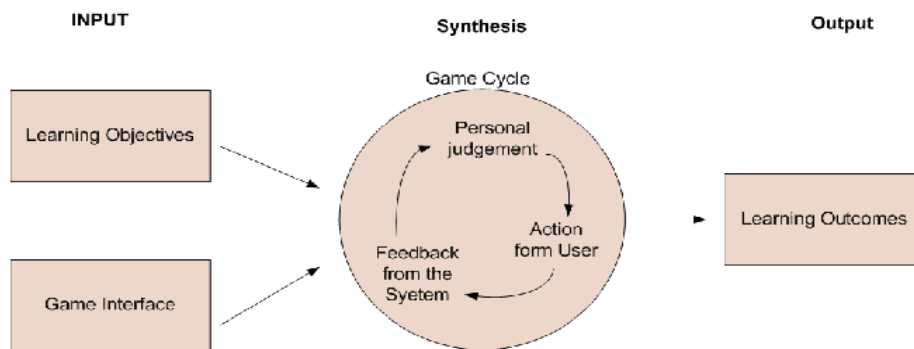 INPUT
Synthesis
Output
Game Cycle
Learning Objectives
Game Interface
Personal
judgement
Action
form User
Feedback
from the
Syetem
Learning Outcomes